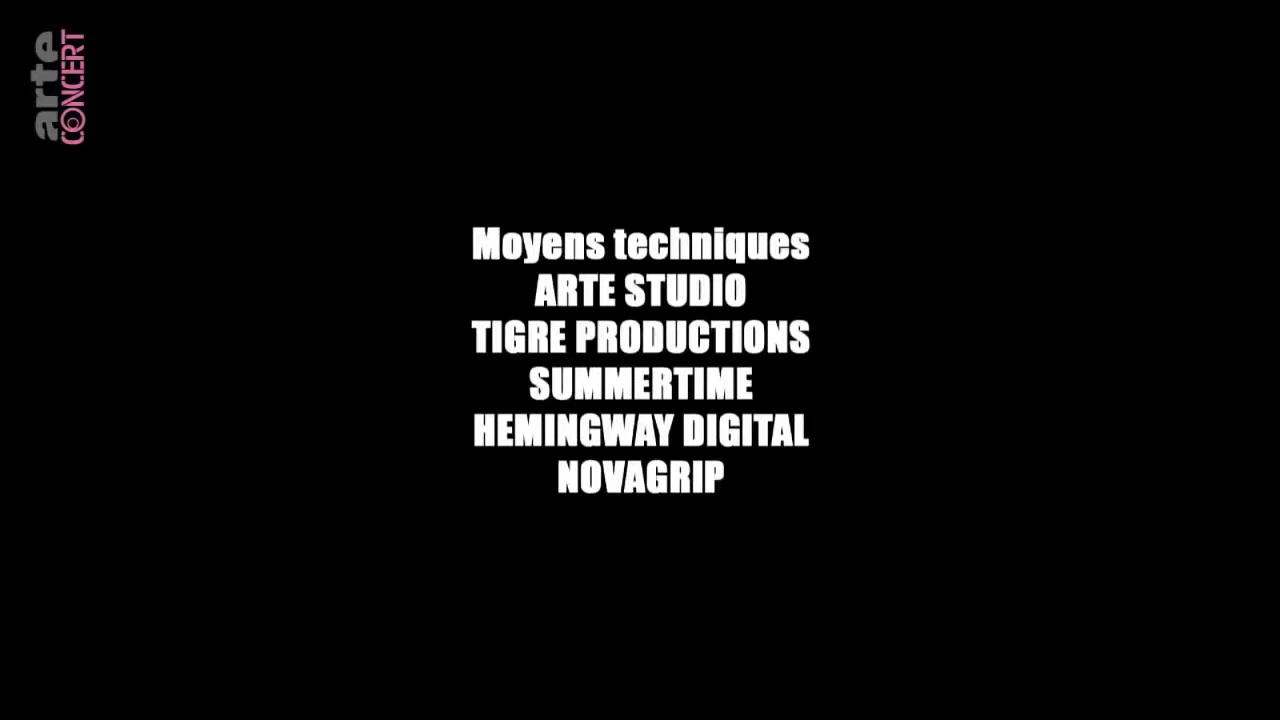 arte
CONCERT
Moyens techniques
ARTE STUDIO
TIGRE PRODUCTIONS
SUMMERTIME
HEMINGWAY DIGITAL
NOVAGRIP